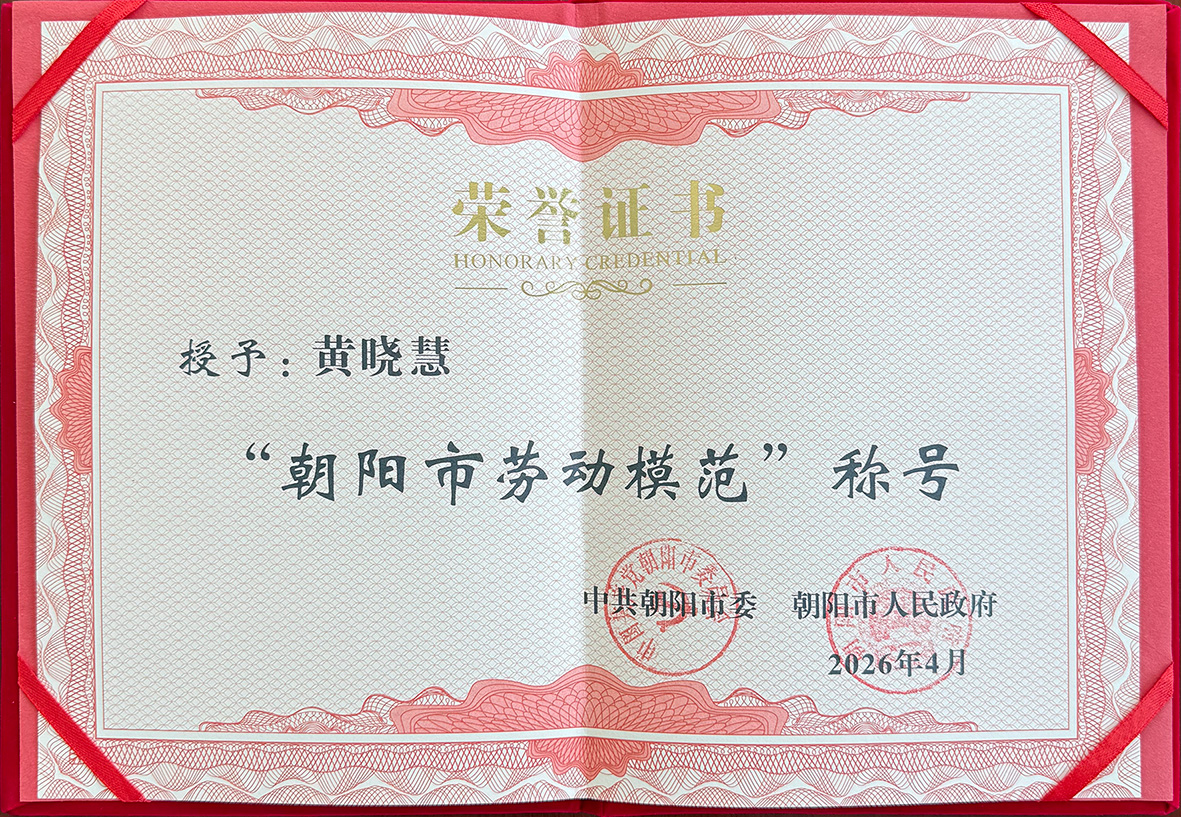 荣誉证书
HONORARY CREDENTIAL
授予：黄晓慧
“朝阳市劳动模范”称号
中共朝阳市委 朝阳市人民政府
2026年4月